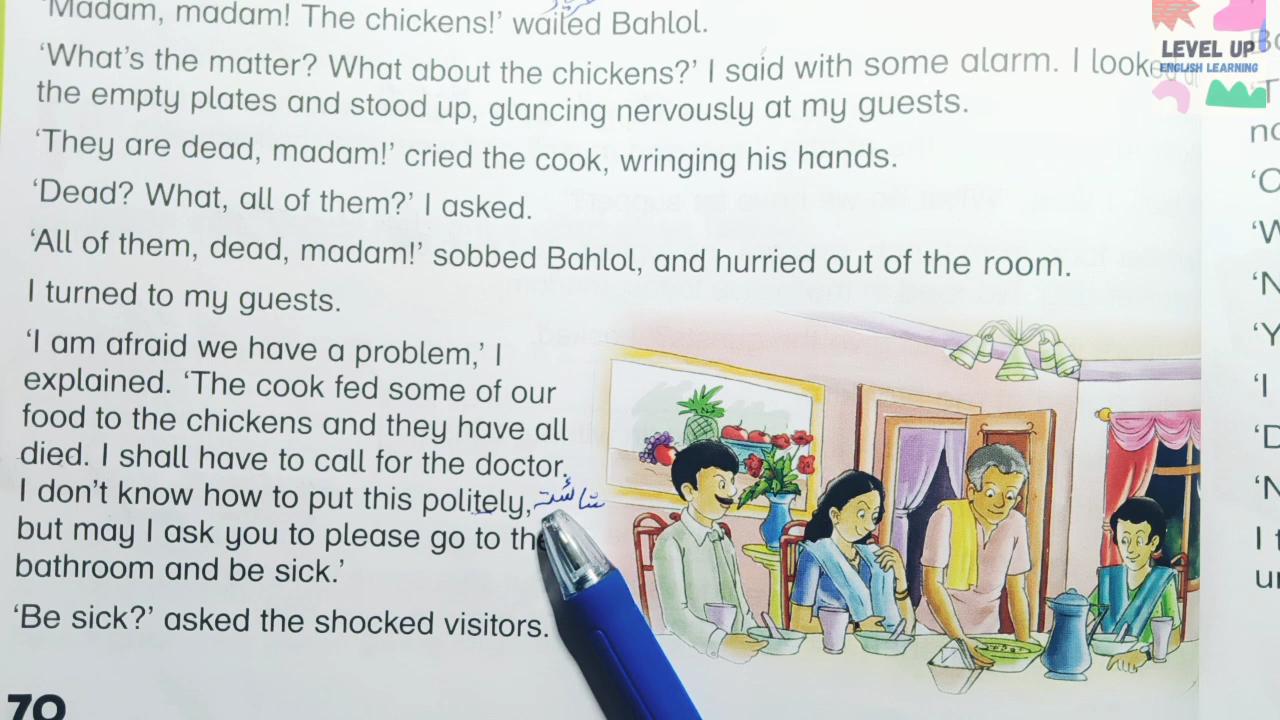 'Madam, madam! The chickens!' wailed Bahlol.
'What's the matter? What about the chickens?' I said with some alarm. I looked
the empty plates and stood up, glancing nervously at my guests.
'They are dead, madam!' cried the cook, wringing his hands.
'Dead? What, all of them?' I asked.
'All of them, dead, madam!' sobbed Bahlol, and hurried out of the room.
I turned to my guests.
'I am afraid we have a problem,' I
explained. 'The cook fed some of our
food to the chickens and they have all
died. I shall have to call for the doctor.
I don't know how to put this politely,
but may I ask you to please go to the
bathroom and be sick.'
'Be sick?' asked the shocked visitors.
70
LEVEL UP
ENGLISH LEARNING